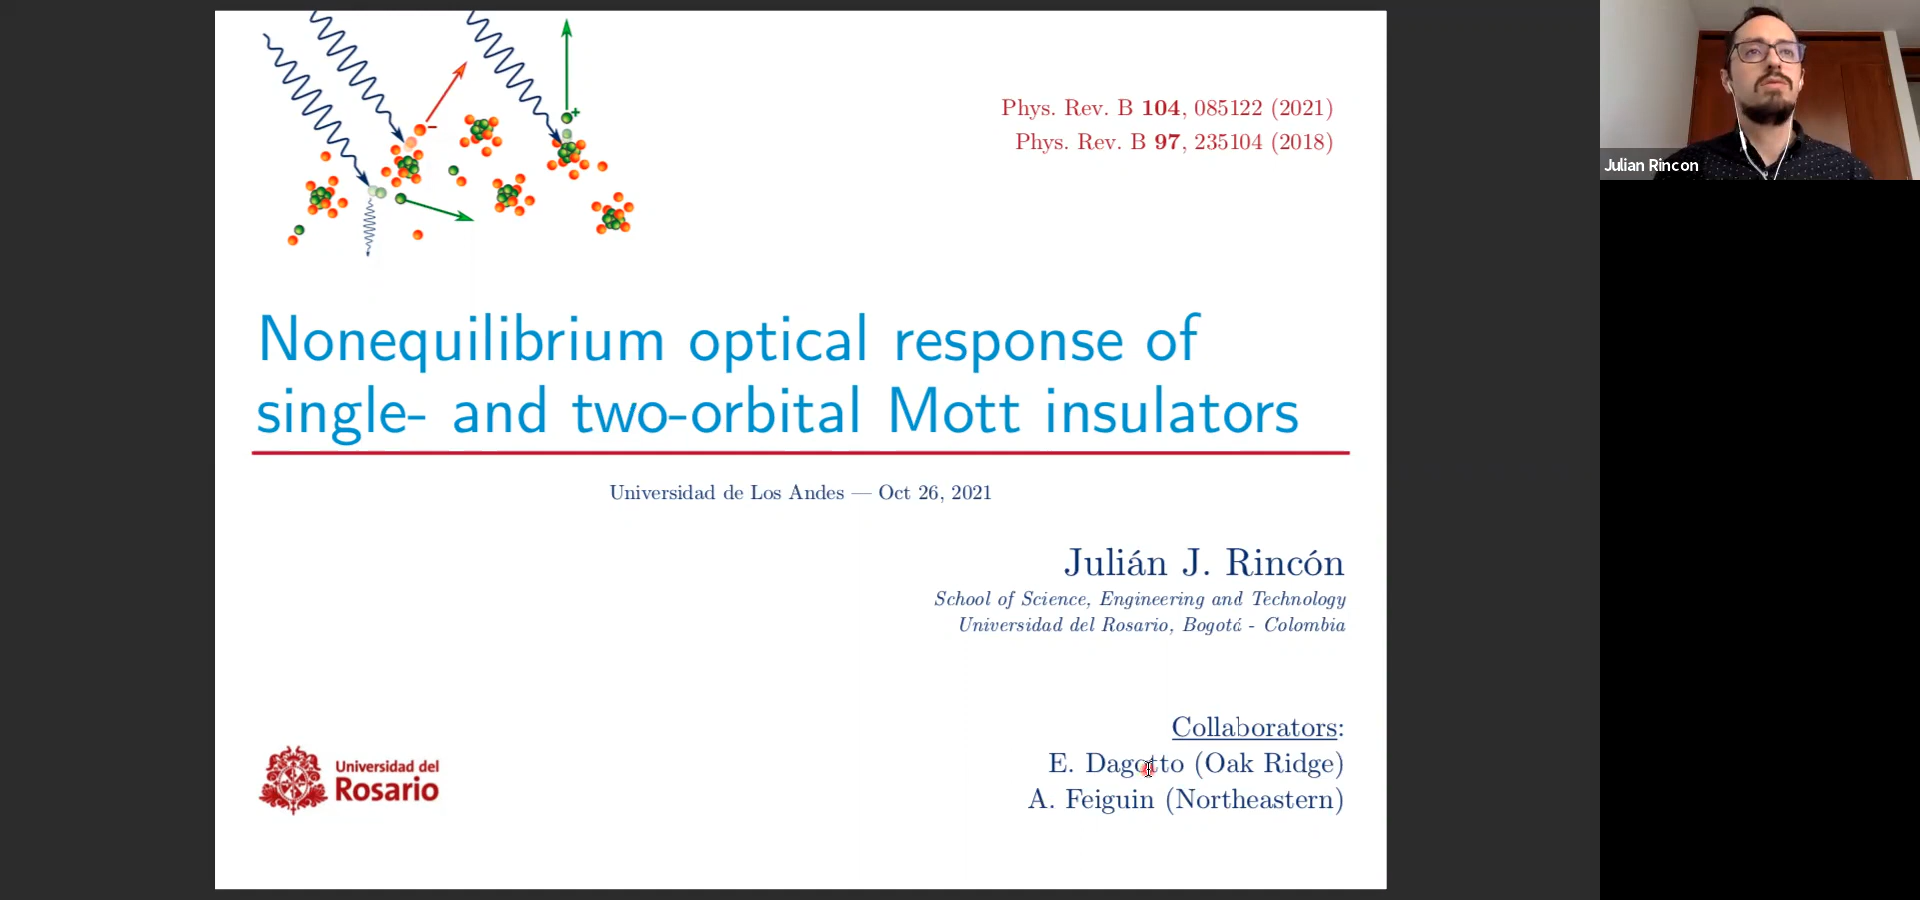 Phys. Rev. B 104, 085122 (2021)
Phys. Rev. B 97, 235104 (2018)
Julian Rincon
Nonequilibrium optical response of
single- and two-orbital Mott insulators
Universidad de Los Andes — Oct 26, 2021
Julián J. Rincón
School of Science, Engineering and Technology
Universidad del Rosario, Bogotá - Colombia
Collaborators:
E. Dagotto (Oak Ridge)
A. Feiguin (Northeastern)
Universidad del
Rosario